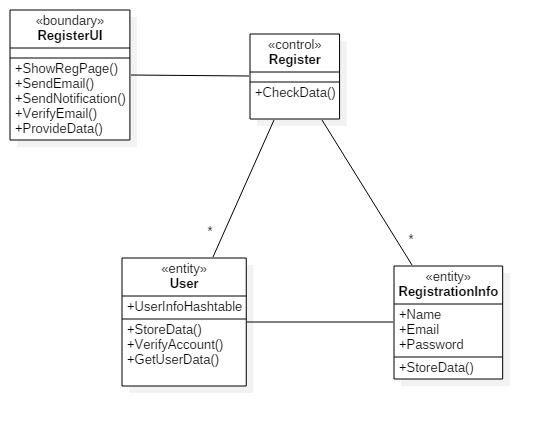 «boundary»
RegisterUI
+ShowRegPage()
+SendEmail()
+SendNotification()
+VerifyEmail()
+ProvideData()
«control»
Register
+CheckData()
*
*
«entity»
User
+UserInfoHashtable
+StoreData()
+VerifyAccount()
+GetUserData()
«entity»
RegistrationInfo
+Name
+Email
+Password
+StoreData()